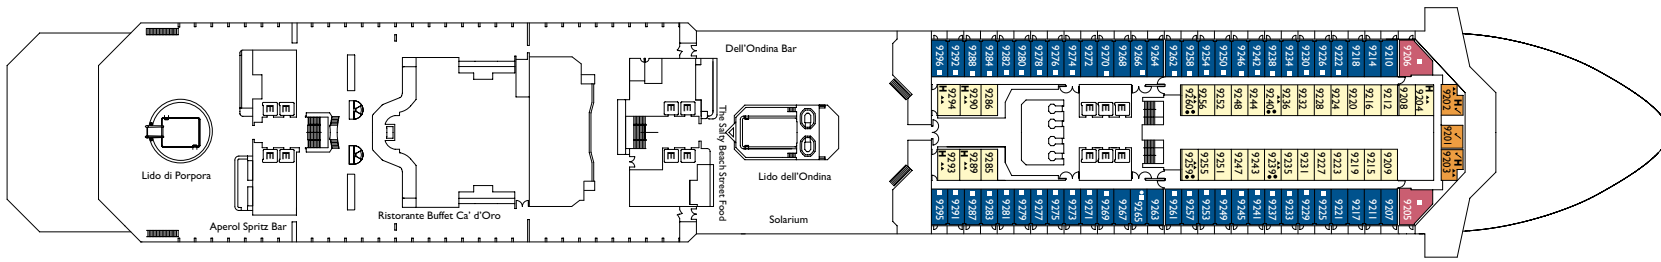 Lido di Porpora
Aperol Spritz Bar
Ristorante Buffet Ca' d'Oro
E E
E E
E E
E E
The Salty Beach Street Food
Dell'Ondina Bar
Lido dell'Ondina
Solarium
9296 9292 9288 9284 9282 9280 9278 9276 9274 9272 9270 9268 9266 9264 9262 9258 9254 9250 9246 9242 9238 9234 9230 9226 9222 9218 9214 9210 9206
H 9294 H 9290 9286
9260 9256 9252 9248 9244 9240 9236 9232 9228 9224 9220 9216 9212 9208 H 9204
H 9202
9201
H 9203
E E E
E E E
H 9293 H 9289 9285
9259 9255 9251 9247 9243 9239 9235 9231 9227 9223 9219 9215 9209
9295 9291 9287 9283 9281 9279 9277 9275 9273 9271 9269 9267 9265 9263 9261 9257 9253 9249 9245 9241 9237 9233 9229 9225 9221 9217 9211 9207 9205